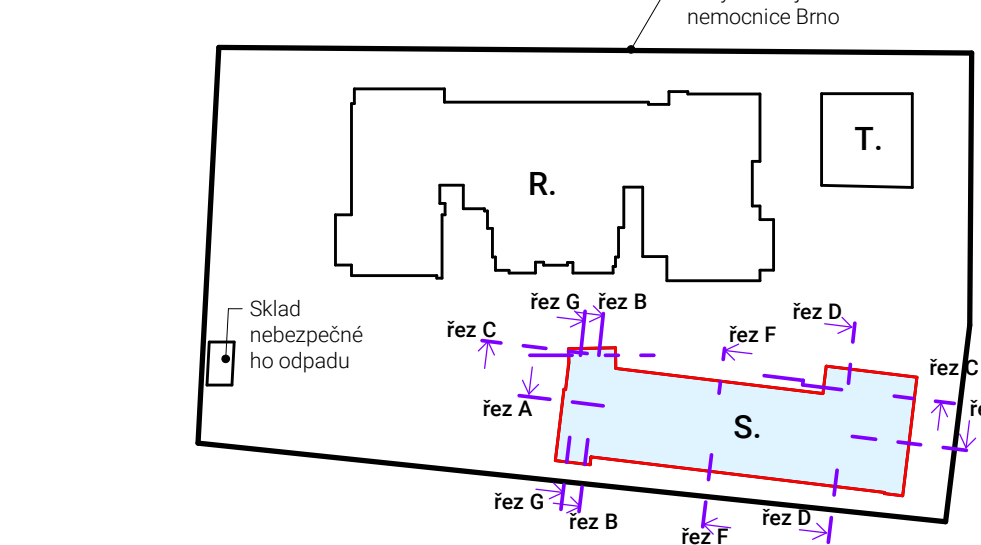 nemocnice Brno
T.
R.
řez G
řez B
Sklad
nebezpečné
ho odpadu
řez D
řez C
řez F
řez C
řez A
S.
řez G
řez B
řez D
řez F